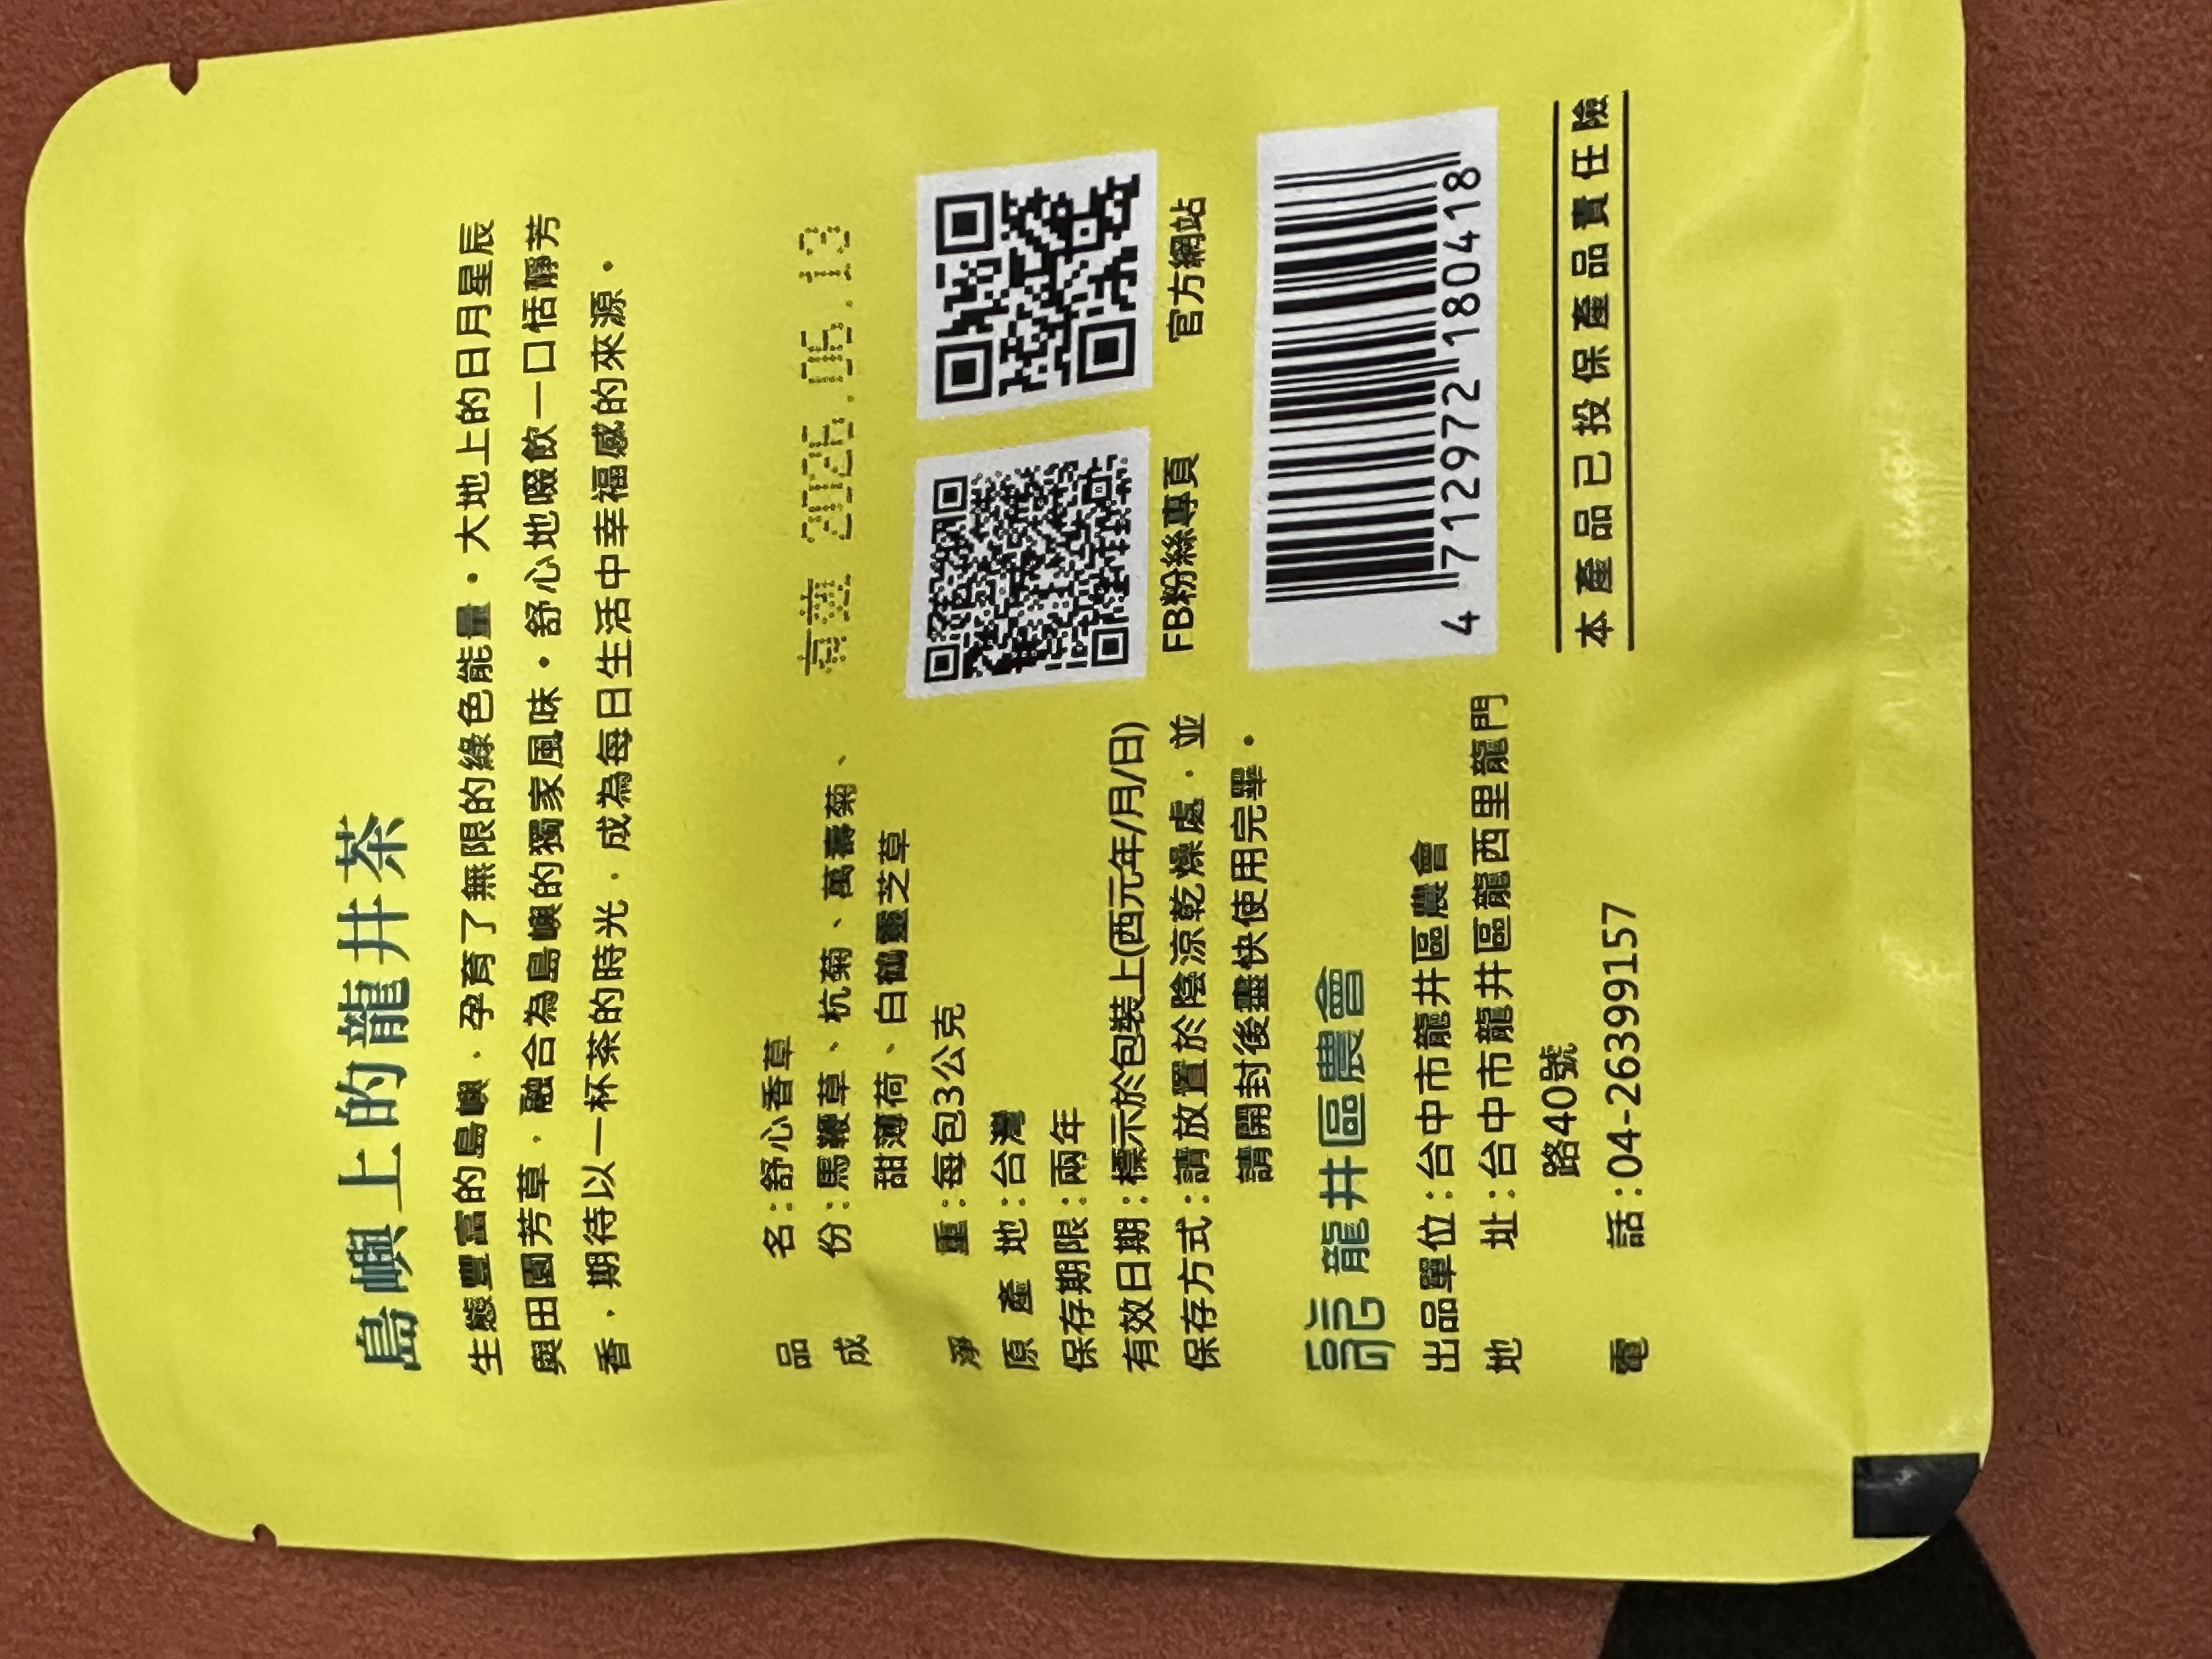 島嶼上的龍井茶
生態豐富的島嶼，孕育了無限的綠色能量。大地上的日月星辰
與田園芳草，融合為島嶼的獨家風味。舒心地啜飲一口恬靜芳
香，期待以一杯茶的時光，成為每日生活中幸福感的來源。
品名：舒心香草
成份：馬鞭草、杭菊、萬壽菊、
甜薄荷、白鶴靈芝草
淨重：每包3公克
原產地：台灣
保存期限：兩年
有效日期：標示於包裝上(西元年/月/日)
保存方式：請放置於陰涼乾燥處，並
請開封後盡快使用完畢。
有效
FB粉絲專頁
官方網站
4 712972 180418
龍井區農會
出品單位：台中市龍井區農會
地址：台中市龍井區龍西里龍門
路40號
電話：04-26399157
本產品已投保產品責任險